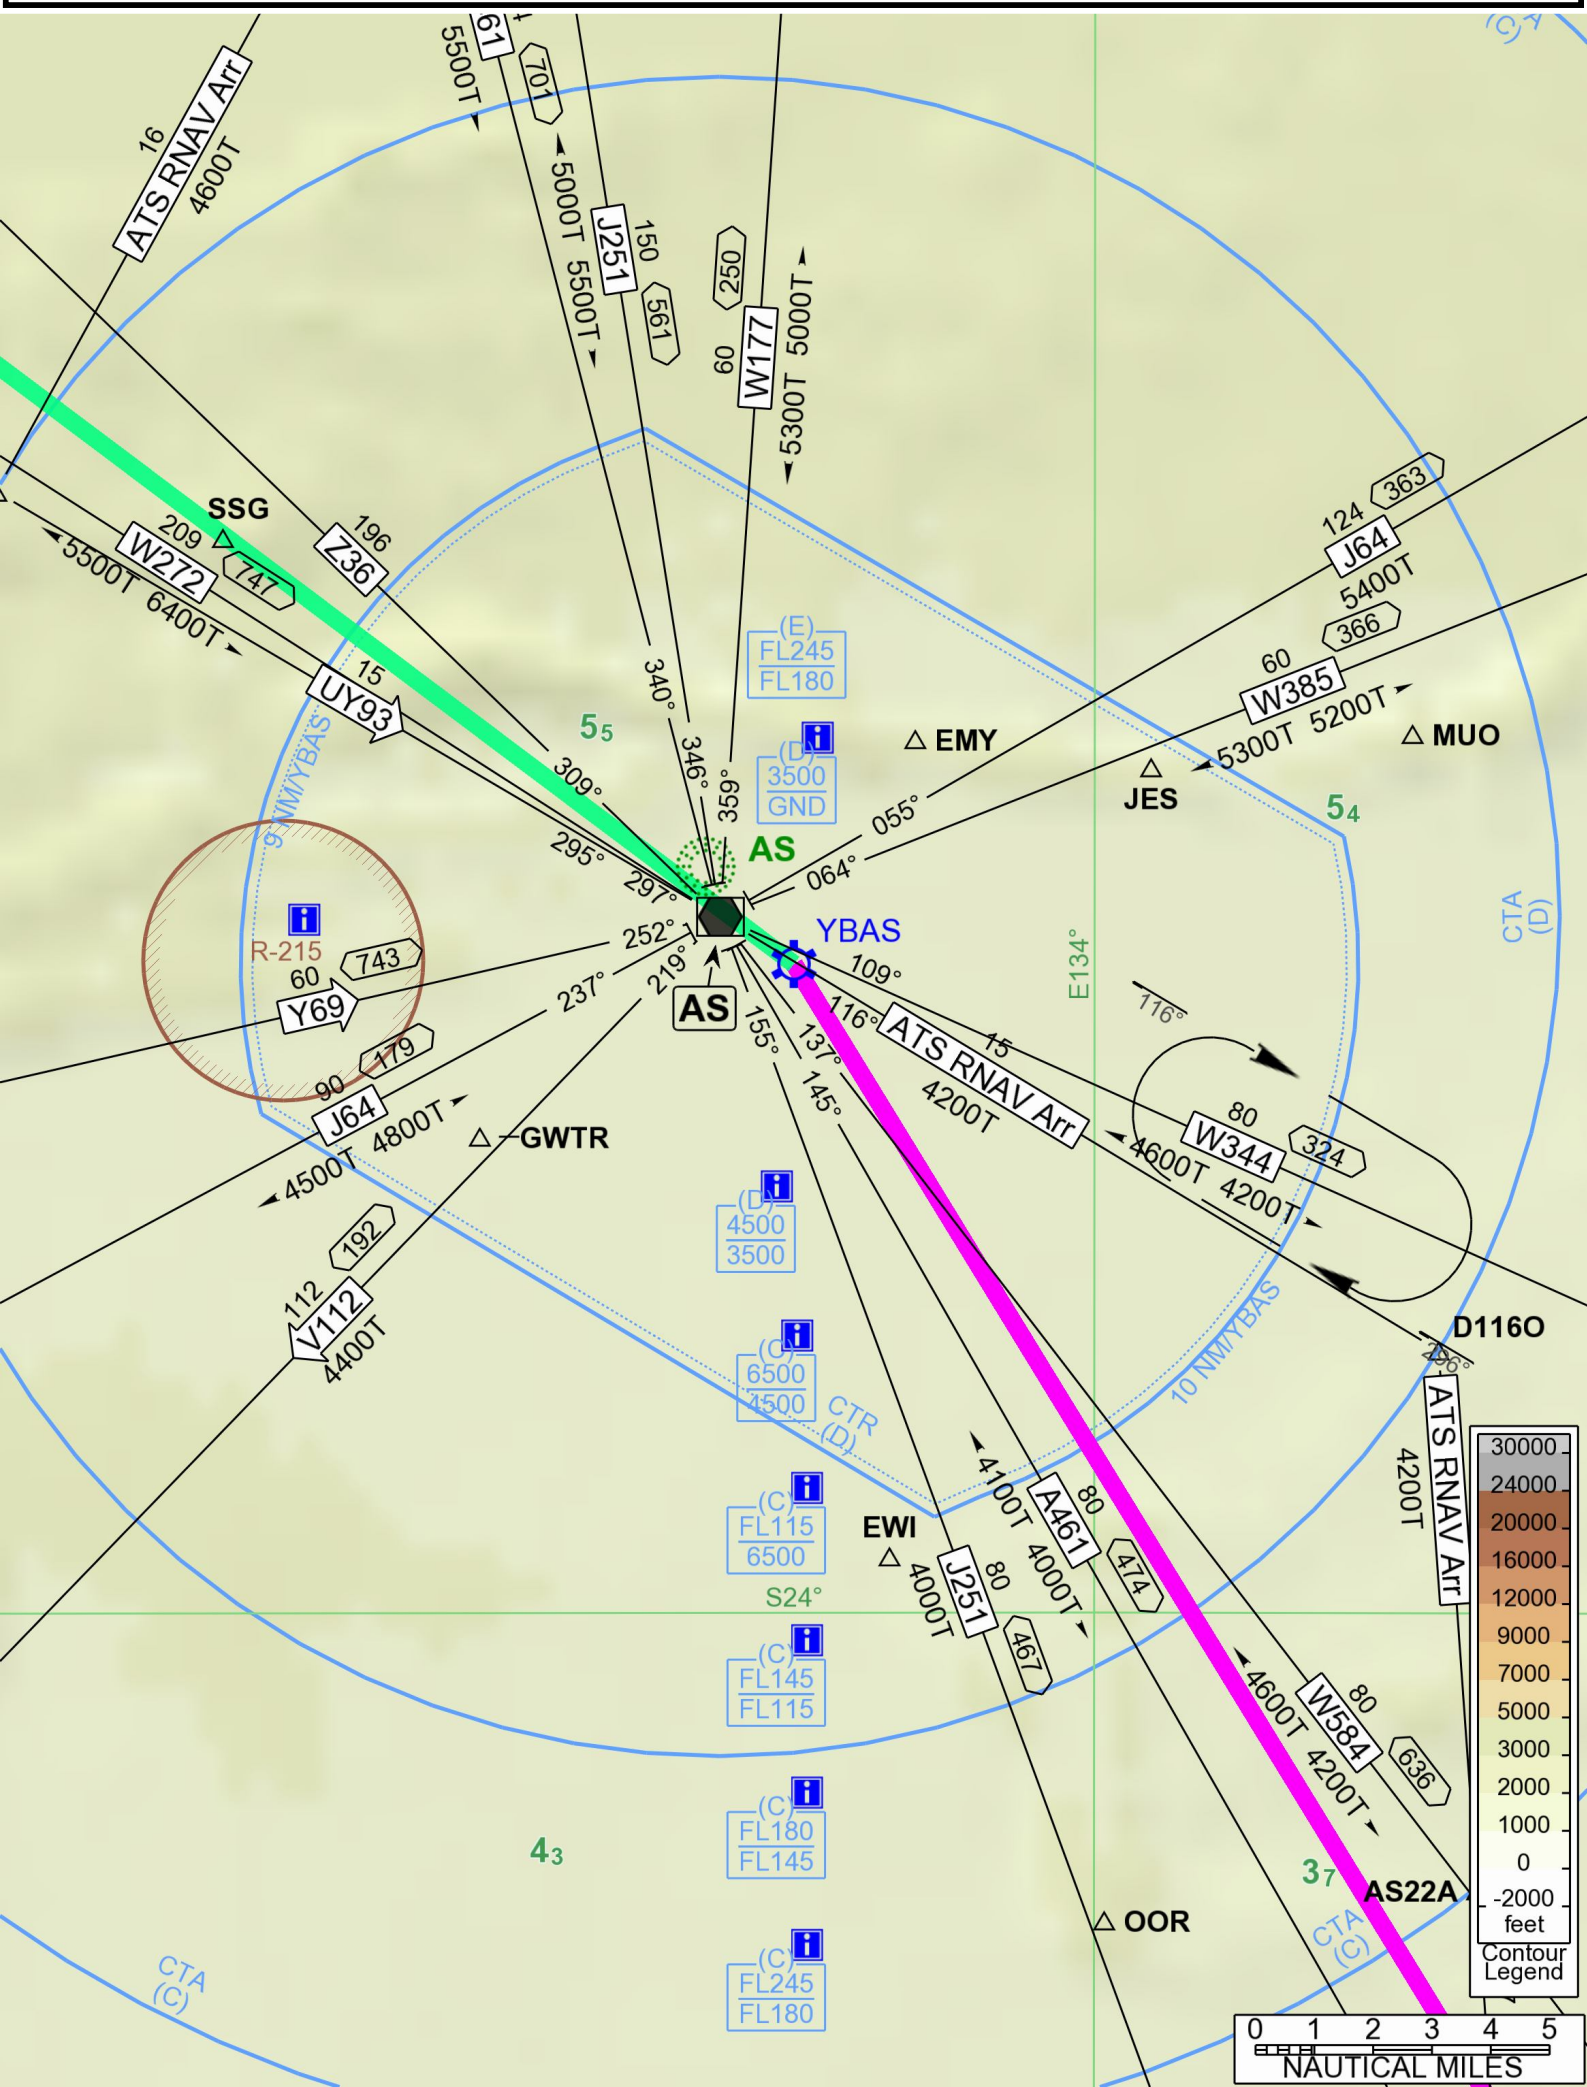 ATS RNAV Arr
16
4600T
61
5500T
701
5000T 5500T
J251
150
561
250
W177
60
5300T 5000T
CTA
(C)
SSG
209
W272
747
5500T 6400T
Z36
196
15
UY93
9 NM/YBAS
5₅
340°
346°
359°
309°
295°
297°
(E)
FL245
FL180
(D)
3500
GND
i
EMY
124
363
J64
5400T
366
60
W385
5300T 5200T
MUO
JES
5₄
055°
064°
AS
YBAS
AS
CTA
(D)
E134°
i
R-215
60
743
Y69
252°
237°
219°
90
179
J64
4500T 4800T
GWTR
192
112
V112
4400T
155°
137°
145°
109°
116°
116°
ATS RNAV Arr
15
4200T
80
W344
324
4600T 4200T
10 NM/YBAS
D116O
296°
ATS RNAV Arr
4200T
i
(D)
4500
3500
i
(C)
6500
4500
CTR
(D)
i
(C)
FL115
6500
S24°
EWI
4000T
J251
80
467
4100T 4000T
A461
80
474
i
(C)
FL145
FL115
4600T 4200T
W584
80
636
i
(C)
FL180
FL145
4₃
3₇
AS22A
OOR
CTA
(C)
i
(C)
FL245
FL180
CTA
(C)
30000
24000
20000
16000
12000
9000
7000
5000
3000
2000
1000
0
-2000
feet
Contour
Legend
0 1 2 3 4 5
NAUTICAL MILES